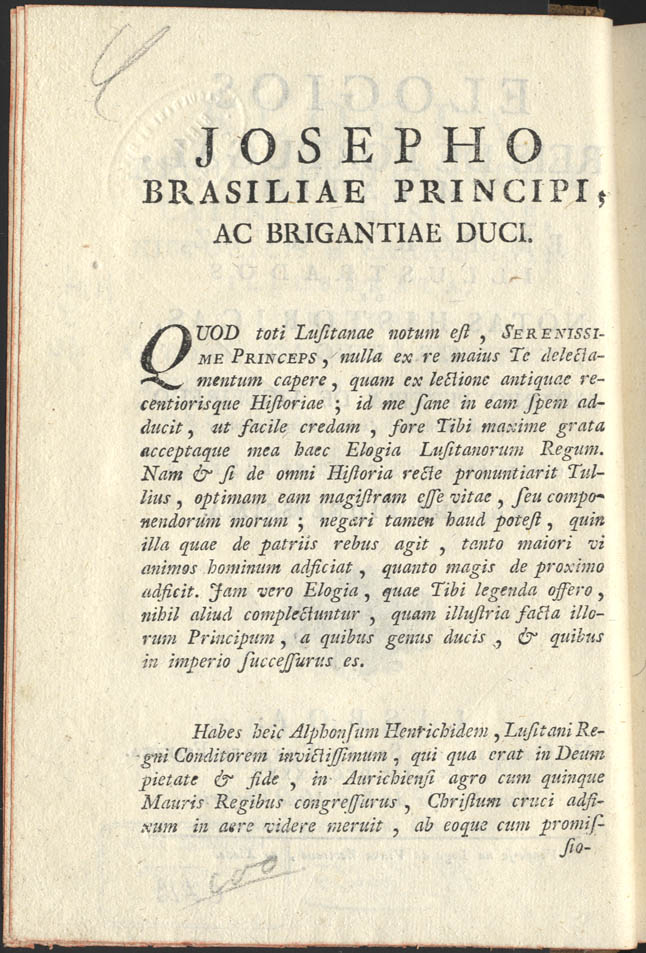 JOSEPHO
BRASILIAE PRINCIPI,
AC BRIGANTIAE DUCI.
QUOD toti Luſitanae notum eſt , SERENISSI-
ME PRINCEPS, nulla ex re maius Te delecta-
mentum capere , quam ex lectione antiquae re-
centiorisque Hiſtoriae ; id me ſane in eam ſpem ad-
ducit , ut facile credam , fore Tibi maxime grata
acceptaque mea haec Elogia Luſitanorum Regum.
Nam & ſi de omni Hiſtoria recte pronuntiarit Tul-
lius , optimam eam magiſtram eſſe vitae , ſeu compo-
nendorum morum ; negari tamen haud poteſt , quin
illa quae de patriis rebus agit , tanto maiori vi
animos hominum adficiat , quanto magis de proximo
adficit. Jam vero Elogia , quae Tibi legenda offero ,
nihil aliud complectuntur , quam illuſtria facta illo-
rum Principum , a quibus genus ducis , & quibus
in imperio ſucceſſurus es.
Habes heic Alphonſum Henrichidem , Luſitani Re-
gni Conditorem invictiſſimum , qui qua erat in Deum
pietate & fide , in Aurichienſi agro cum quinque
Mauris Regibus congreſſurus , Chriſtum cruci adfi-
xum in aere videre meruit , ab eoque cum promiſ-
ſio-
400